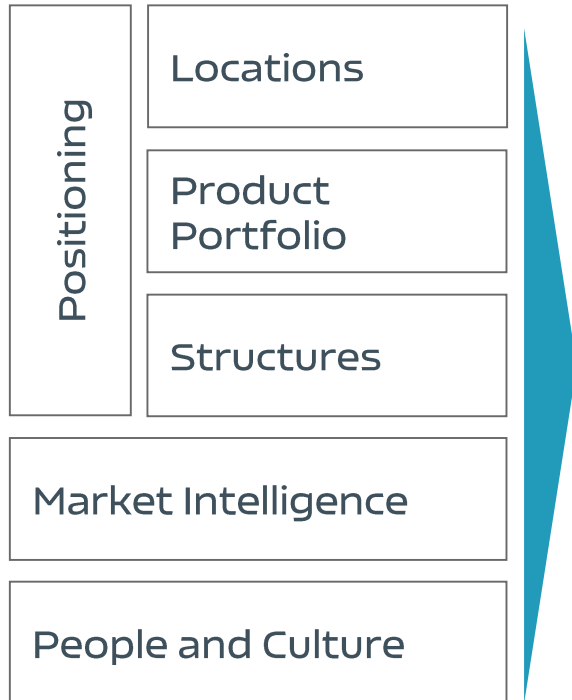 Positioning
Locations
Product
Portfolio
Structures
Market Intelligence
People and Culture